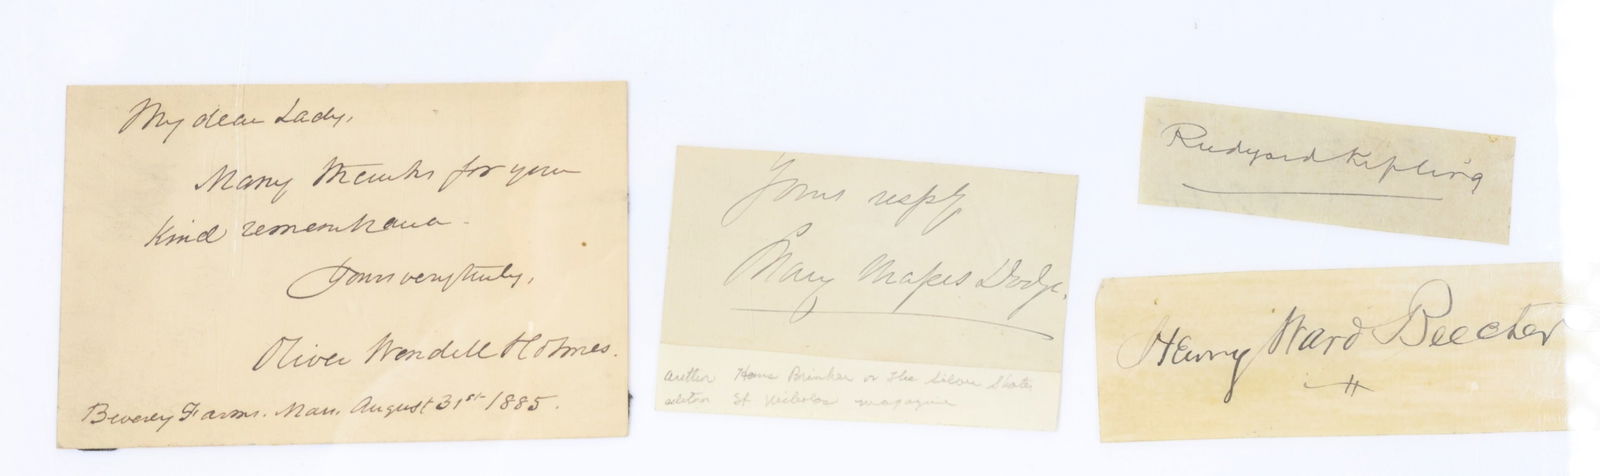 My dear Lady,
Many thanks for your
kind remembrance.
Yours very truly,
Oliver Wendell Holmes.
Beverly Farms. Mass. August 31st 1885.
Yours respy
Mary Mapes Dodge.
author Hans Brinker or The Silver Skates
editor St Nicholas magazine
Rudyard Kipling
Henry Ward Beecher